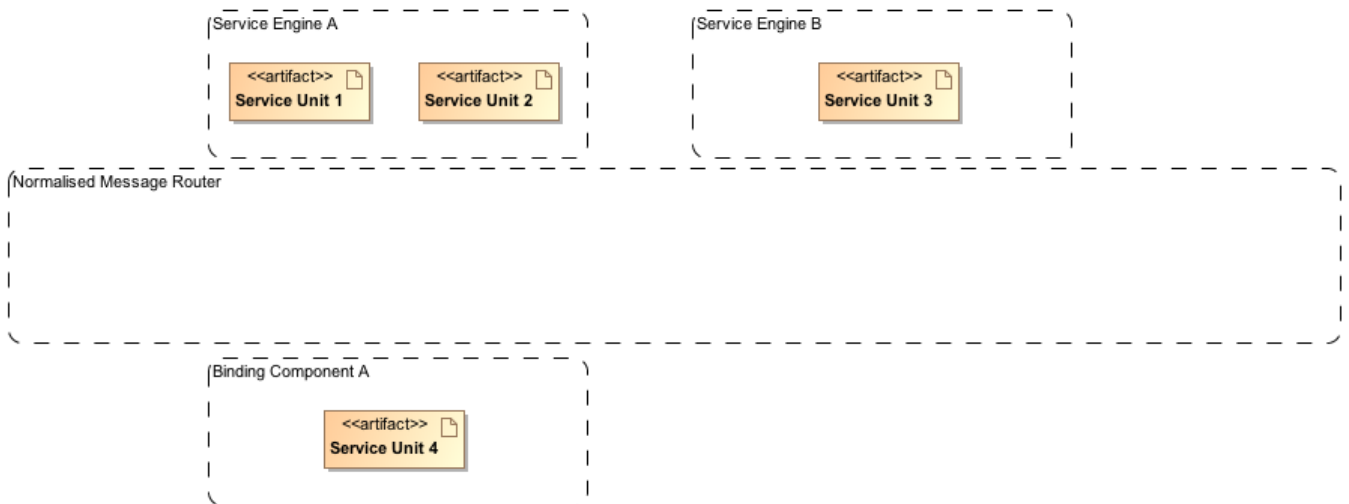 Service Engine A
Service Engine B
<<artifact>>
Service Unit 1
<<artifact>>
Service Unit 2
<<artifact>>
Service Unit 3
Normalised Message Router
Binding Component A
<<artifact>>
Service Unit 4